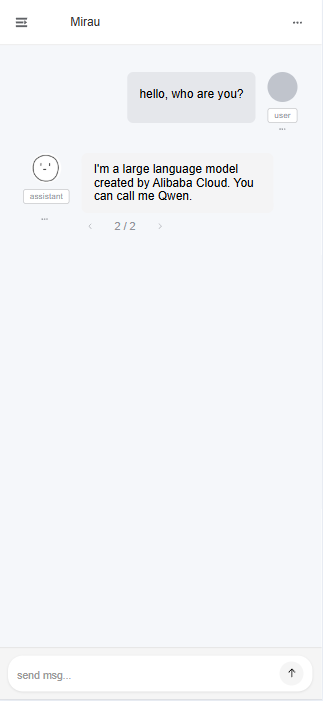 Mirau
...
hello, who are you?
user
...
I'm a large language model
created by Alibaba Cloud. You
can call me Qwen.
assistant
...
‹ 2 / 2 ›
send msg...